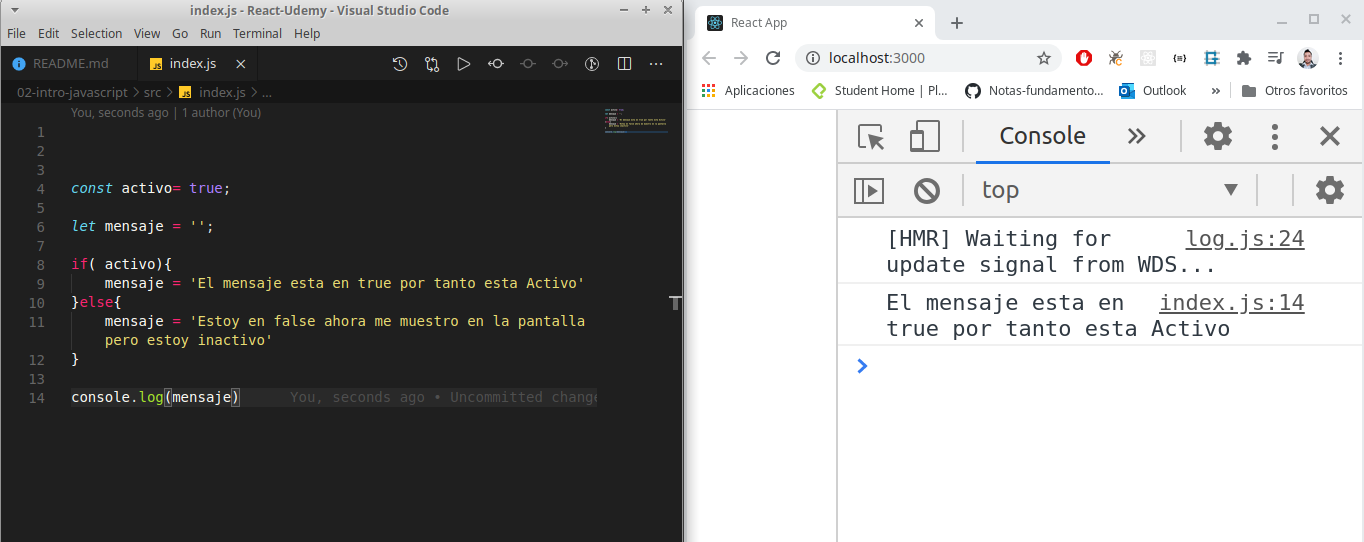 index.js - React-Udemy - Visual Studio Code
File Edit Selection View Go Run Terminal Help
README.md JS index.js
02-intro-javascript > src > JS index.js > ...
You, seconds ago | 1 author (You)
1
2
3
4 const activo= true;
5
6 let mensaje = '';
7
8 if( activo){
9 mensaje = 'El mensaje esta en true por tanto esta Activo'
10 }else{
11 mensaje = 'Estoy en false ahora me muestro en la pantalla
pero estoy inactivo'
12 }
13
14 console.log(mensaje) You, seconds ago • Uncommitted change
React App
localhost:3000
Aplicaciones Student Home | Pl... Notas-fundamento... Outlook » Otros favoritos
Console »
top
[HMR] Waiting for log.js:24
update signal from WDS...
El mensaje esta en index.js:14
true por tanto esta Activo